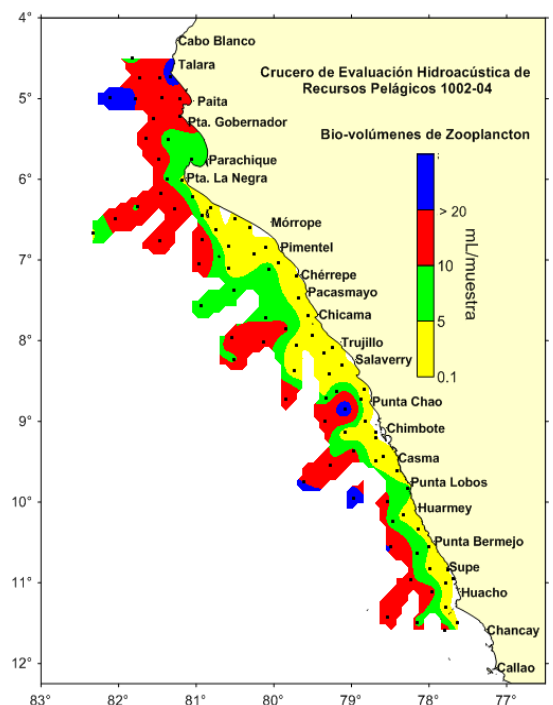 4°
Cabo Blanco
Talara
Crucero de Evaluación Hidroacústica de
Recursos Pelágicos 1002-04
5°
Paita
Pta. Gobernador
Bio-volúmenes de Zooplancton
Parachique
6°
Pta. La Negra
> 20
Mórrope
mL/muestra
7°
Pimentel
10
Chérrepe
Pacasmayo
Chicama
5
8°
Trujillo
Salaverry
0.1
Punta Chao
9°
Chimbote
Casma
Punta Lobos
10°
Huarmey
Punta Bermejo
11°
Supe
Huacho
Chancay
12°
Callao
83°
82°
81°
80°
79°
78°
77°